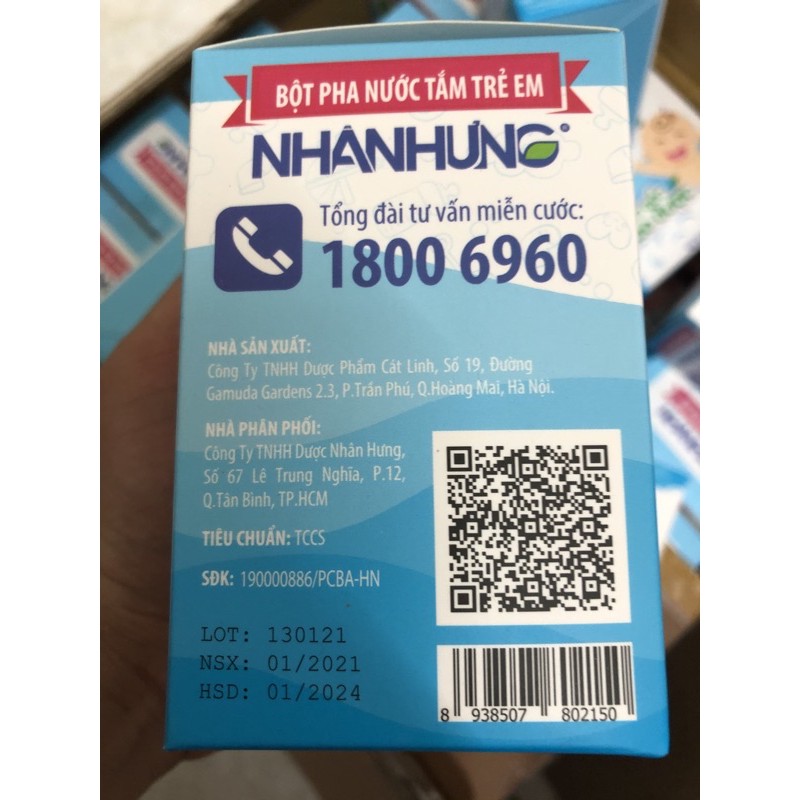 BỘT PHA NƯỚC TẮM TRẺ EM
NHÂNHƯNG®
Tổng đài tư vấn miễn cước:
1800 6960
NHÀ SẢN XUẤT:
Công Ty TNHH Dược Phẩm Cát Linh, Số 19, Đường
Gamuda Gardens 2.3, P.Trần Phú, Q.Hoàng Mai, Hà Nội.
NHÀ PHÂN PHỐI:
Công Ty TNHH Dược Nhân Hưng,
Số 67 Lê Trung Nghĩa, P.12,
Q.Tân Bình, TP.HCM
TIÊU CHUẨN: TCCS
SĐK: 190000886/PCBA-HN
LOT: 130121
NSX: 01/2021
HSD: 01/2024
8 938507 802150